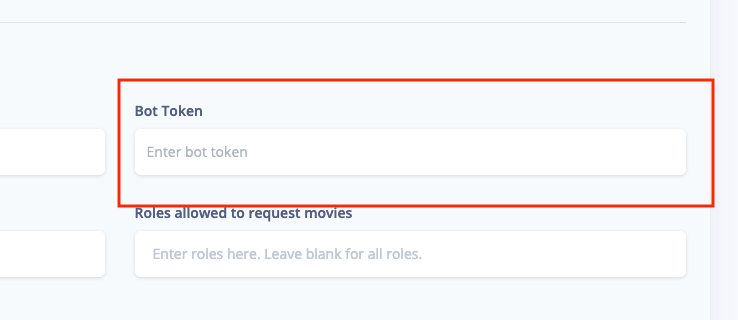 Bot Token
Enter bot token
Roles allowed to request movies
Enter roles here. Leave blank for all roles.